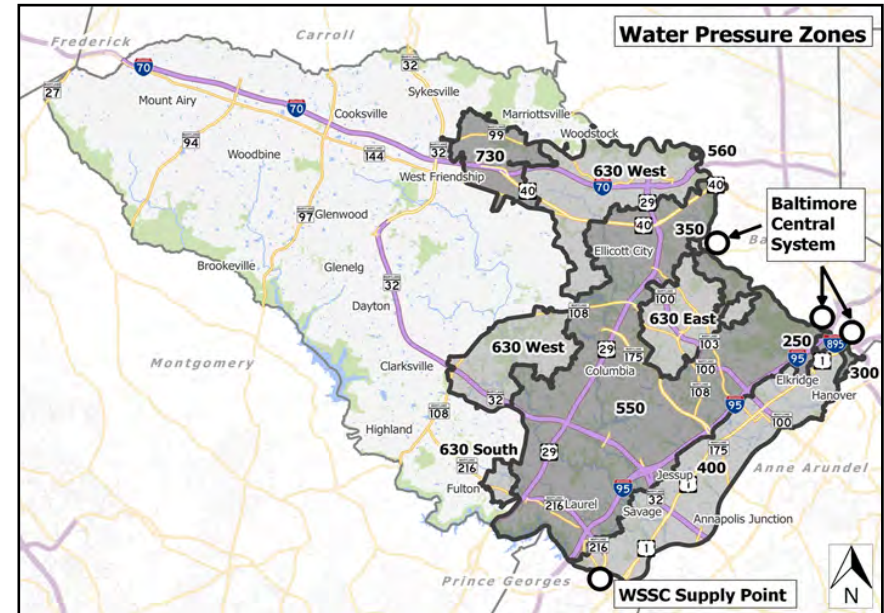 Water Pressure Zones
Frederick
Carroll
Sykesville
Marriottsville
Woodstock
Mount Airy
Cooksville
Woodbine
West Friendship
Glenwood
Brookeville
Glenelg
Dayton
Montgomery
Clarksville
Highland
Fulton
Ellicott City
Columbia
Elkridge
Hanover
Jessup
Savage
Laurel
Annapolis Junction
Anne Arundel
Prince Georges
730
630 West
560
350
Baltimore
Central
System
630 East
630 West
250
300
550
630 South
400
WSSC Supply Point
N
70
70
70
27
32
94
144
97
32
99
40
29
40
40
32
108
100
29
175
103
100
108
95
895
1
95
100
175
32
108
29
216
216
95
32
1
216
1